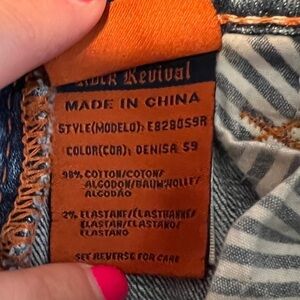 Rock Revival
MADE IN CHINA
STYLE(MODELO): E8280S9R
COLOR(COR): DENISA S9
98% COTTON/COTON/
ALGODON/BAUMWOLLE/
ALGODÃO
2% ELASTANE/ÉLASTHANNE/
ELASTAN/ELASTANO/
ELASTANO
SEE REVERSE FOR CARE